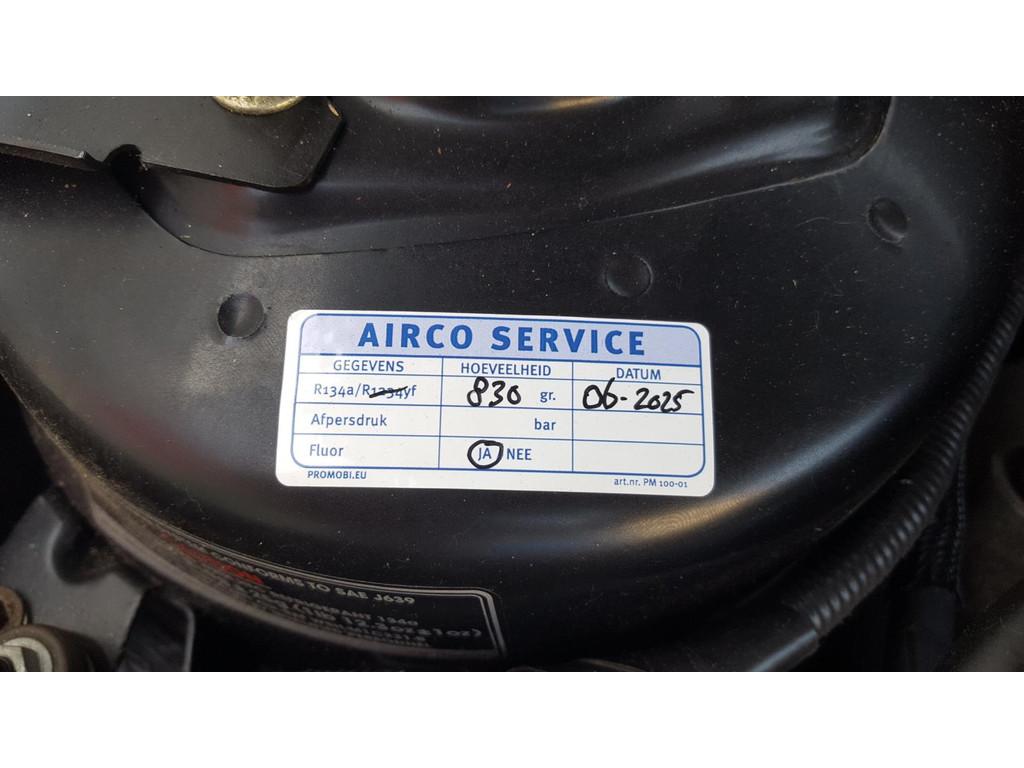 AIRCO SERVICE
GEGEVENS HOEVEELHEID DATUM
R134a/R1234yf 830 gr. 06-2025
Afpersdruk bar
Fluor JA NEE
PROMOBI.EU art.nr. PM 100-01
CONFORMS TO SAE J639